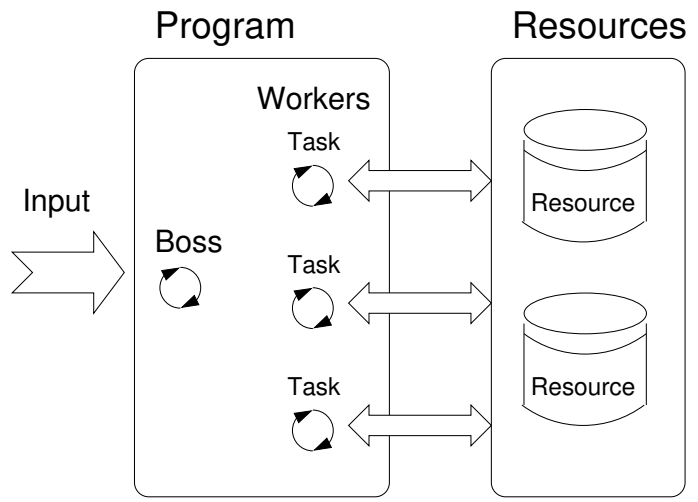 Program
Resources
Workers
Task
Input
Resource
Boss
Task
Task
Resource